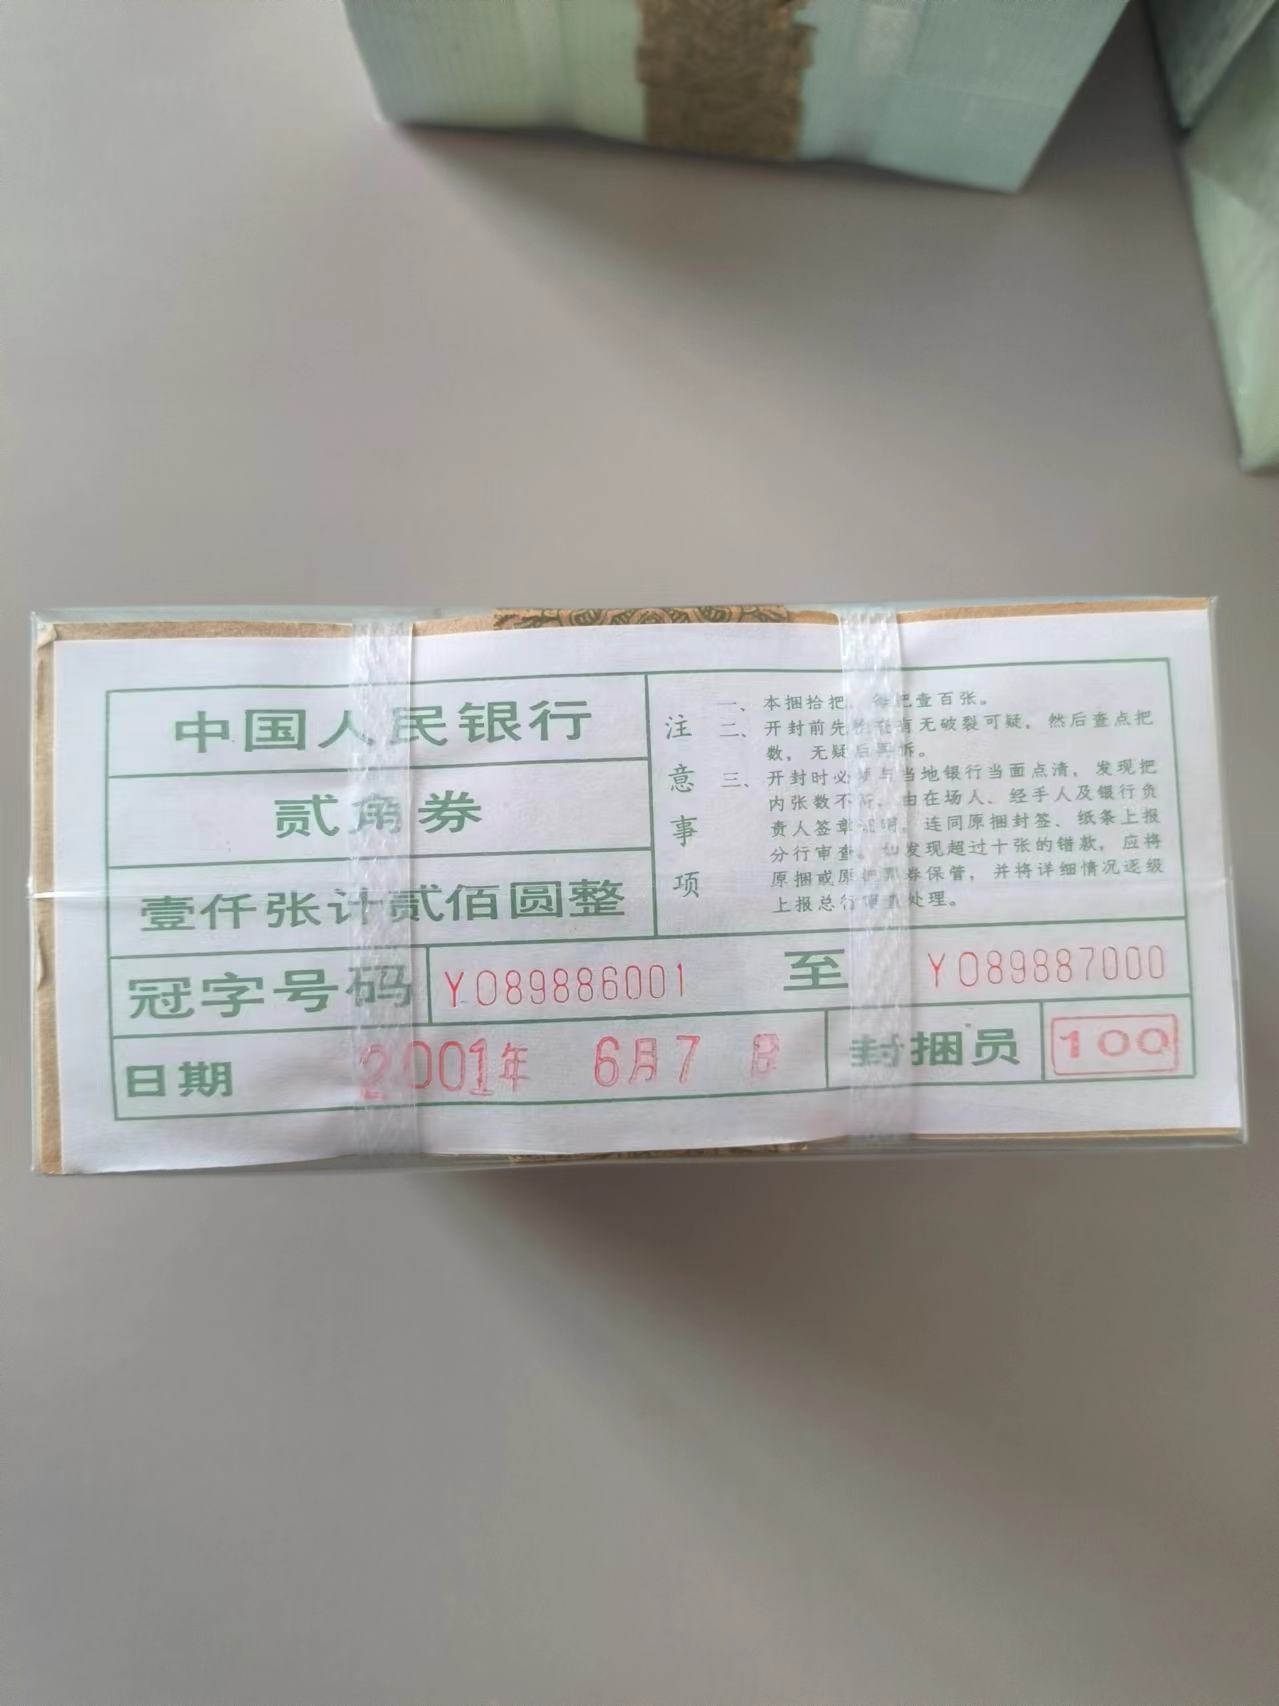 中国人民银行
贰角券
壹仟张计贰佰圆整
注意事项
一、本捆拾把,每把壹百张。
二、开封前先 有无破裂可疑,然后查点把
数,无疑后再拆。
三、开封时必须与当地银行当面点清,发现把
内张数不 由在场人、经手人及银行负
责人签章证明,连同原捆封签、纸条上报
分行审查。如发现超过十张的错款,应将
原捆或原把 券保管,并将详细情况逐级
上报总行 处理。
冠字号码 Y089886001 至 Y089887000
日期 2001年 6月7日 封捆员 100